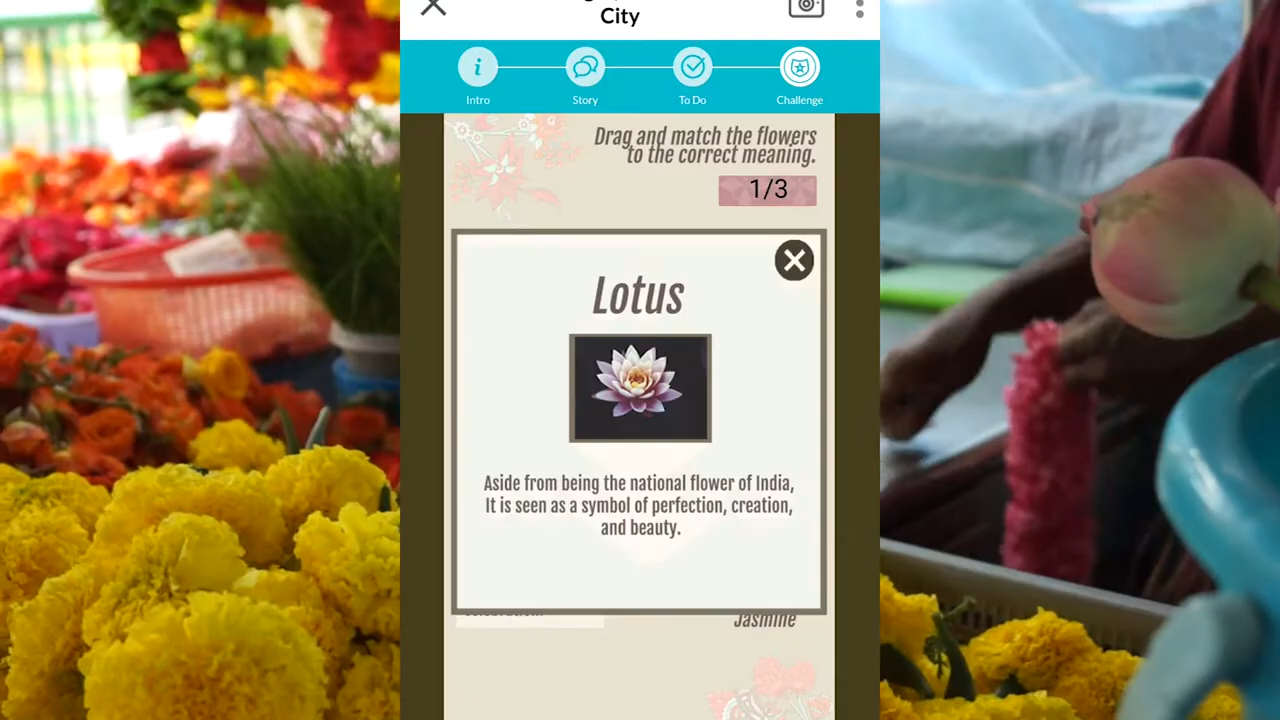 City
Intro
Story
To Do
Challenge
Drag and match the flowers
to the correct meaning.
1/3
Lotus
Aside from being the national flower of India,
It is seen as a symbol of perfection, creation,
and beauty.
Jasmine